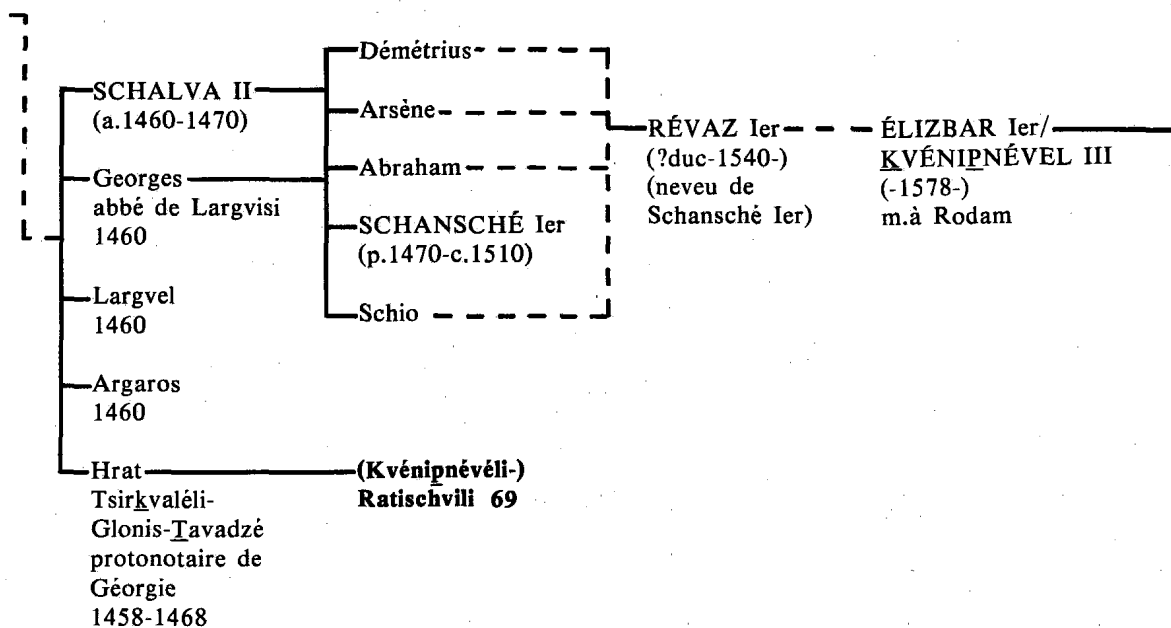 SCHALVA II
(a.1460-1470)
Georges
abbé de Largvisi
1460
Largvel
1460
Argaros
1460
Hrat
Tsirkvaléli-
Glonis-Tavadzé
protonotaire de
Géorgie
1458-1468
Démétrius
Arsène
Abraham
SCHANSCHÉ Ier
(p.1470-c.1510)
Schio
(Kvénipnévéli-)
Ratischvili 69
RÉVAZ Ier
(?duc-1540-)
(neveu de
Schansché Ier)
ÉLIZBAR Ier/
KVÉNIPNÉVEL III
(-1578-)
m.à Rodam